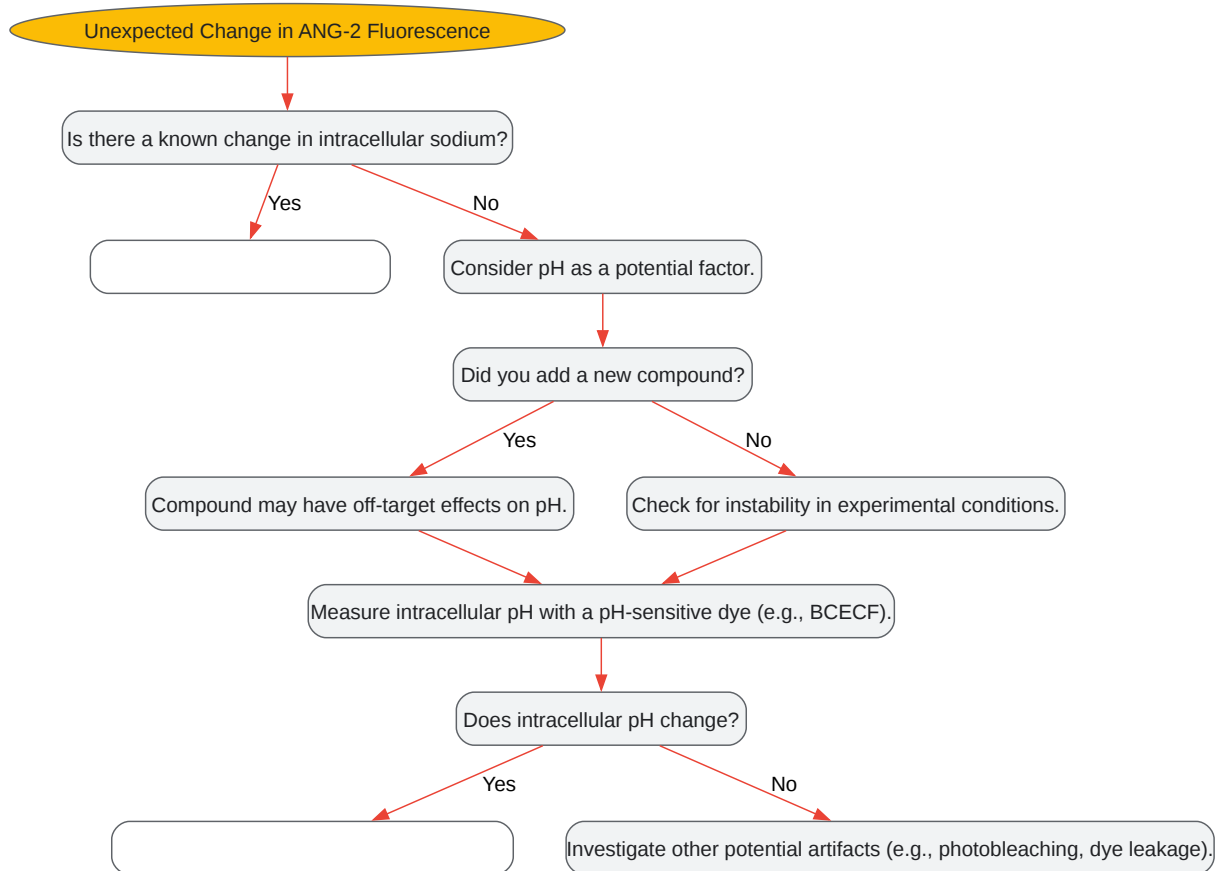 Unexpected Change in ANG-2 Fluorescence
Is there a known change in intracellular sodium?
Yes
No
Consider pH as a potential factor.
Did you add a new compound?
Yes
No
Compound may have off-target effects on pH.
Check for instability in experimental conditions.
Measure intracellular pH with a pH-sensitive dye (e.g., BCECF).
Does intracellular pH change?
Yes
No
Investigate other potential artifacts (e.g., photobleaching, dye leakage).